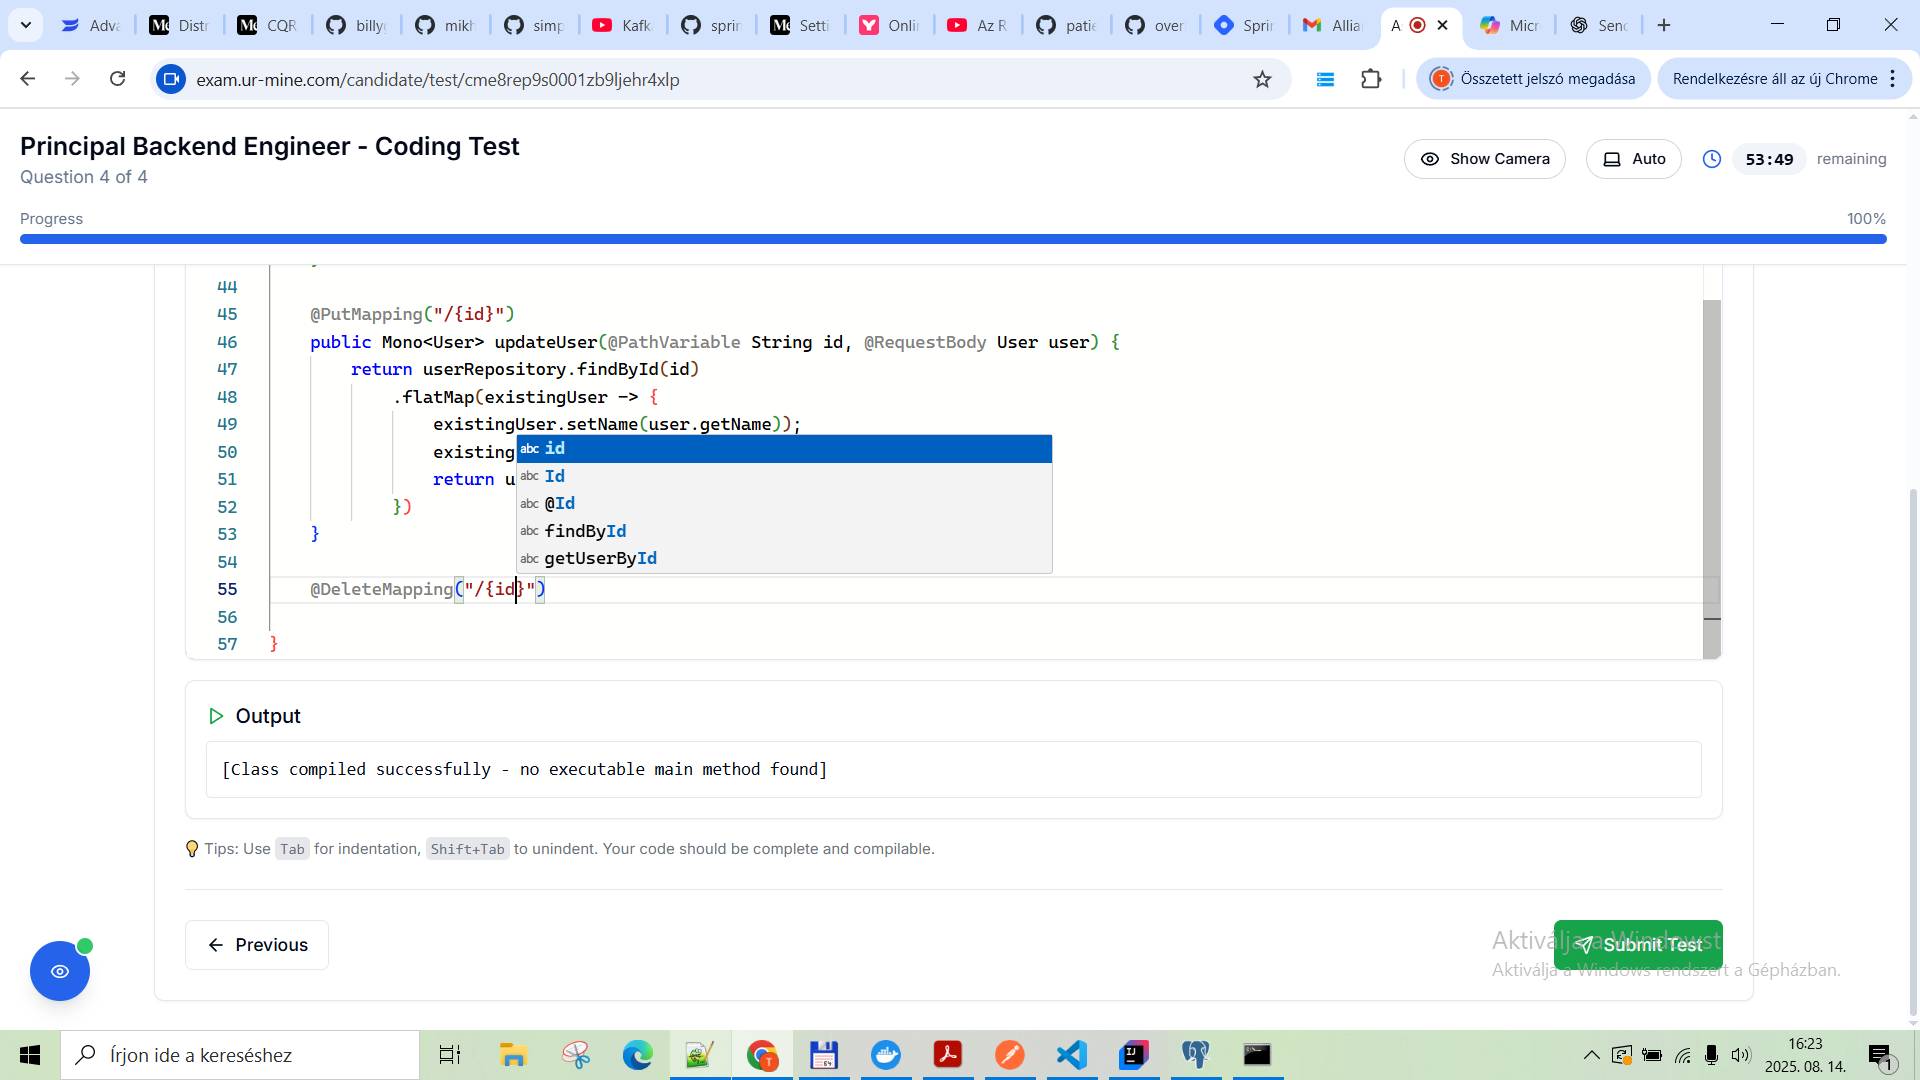 Adva
Distr
CQR
billyg
mikh
simp
Kafk
sprin
Setti
Onli
Az R
patie
over
Sprin
Allia
A
Micr
Send
exam.ur-mine.com/candidate/test/cme8rep9s0001zb9ljehr4xlp
Összetett jelszó megadása
Rendelkezésre áll az új Chrome
Principal Backend Engineer - Coding Test
Question 4 of 4
Show Camera
Auto
53:49 remaining
Progress
100%
44
45 @PutMapping("/{id}")
46 public Mono<User> updateUser(@PathVariable String id, @RequestBody User user) {
47 return userRepository.findById(id)
48 .flatMap(existingUser -> {
49 existingUser.setName(user.getName));
50 existing
51 return u
52 })
53 }
54
55 @DeleteMapping("/{id}")
56
57 }
abc id
abc Id
abc @Id
abc findById
abc getUserById
Output
[Class compiled successfully - no executable main method found]
Tips: Use Tab for indentation, Shift+Tab to unindent. Your code should be complete and compilable.
Previous
Submit Test
Aktiválja a Windowst
Aktiválja a Windows rendszert a Gépházban.
Írjon ide a kereséshez
16:23
2025. 08. 14.
1